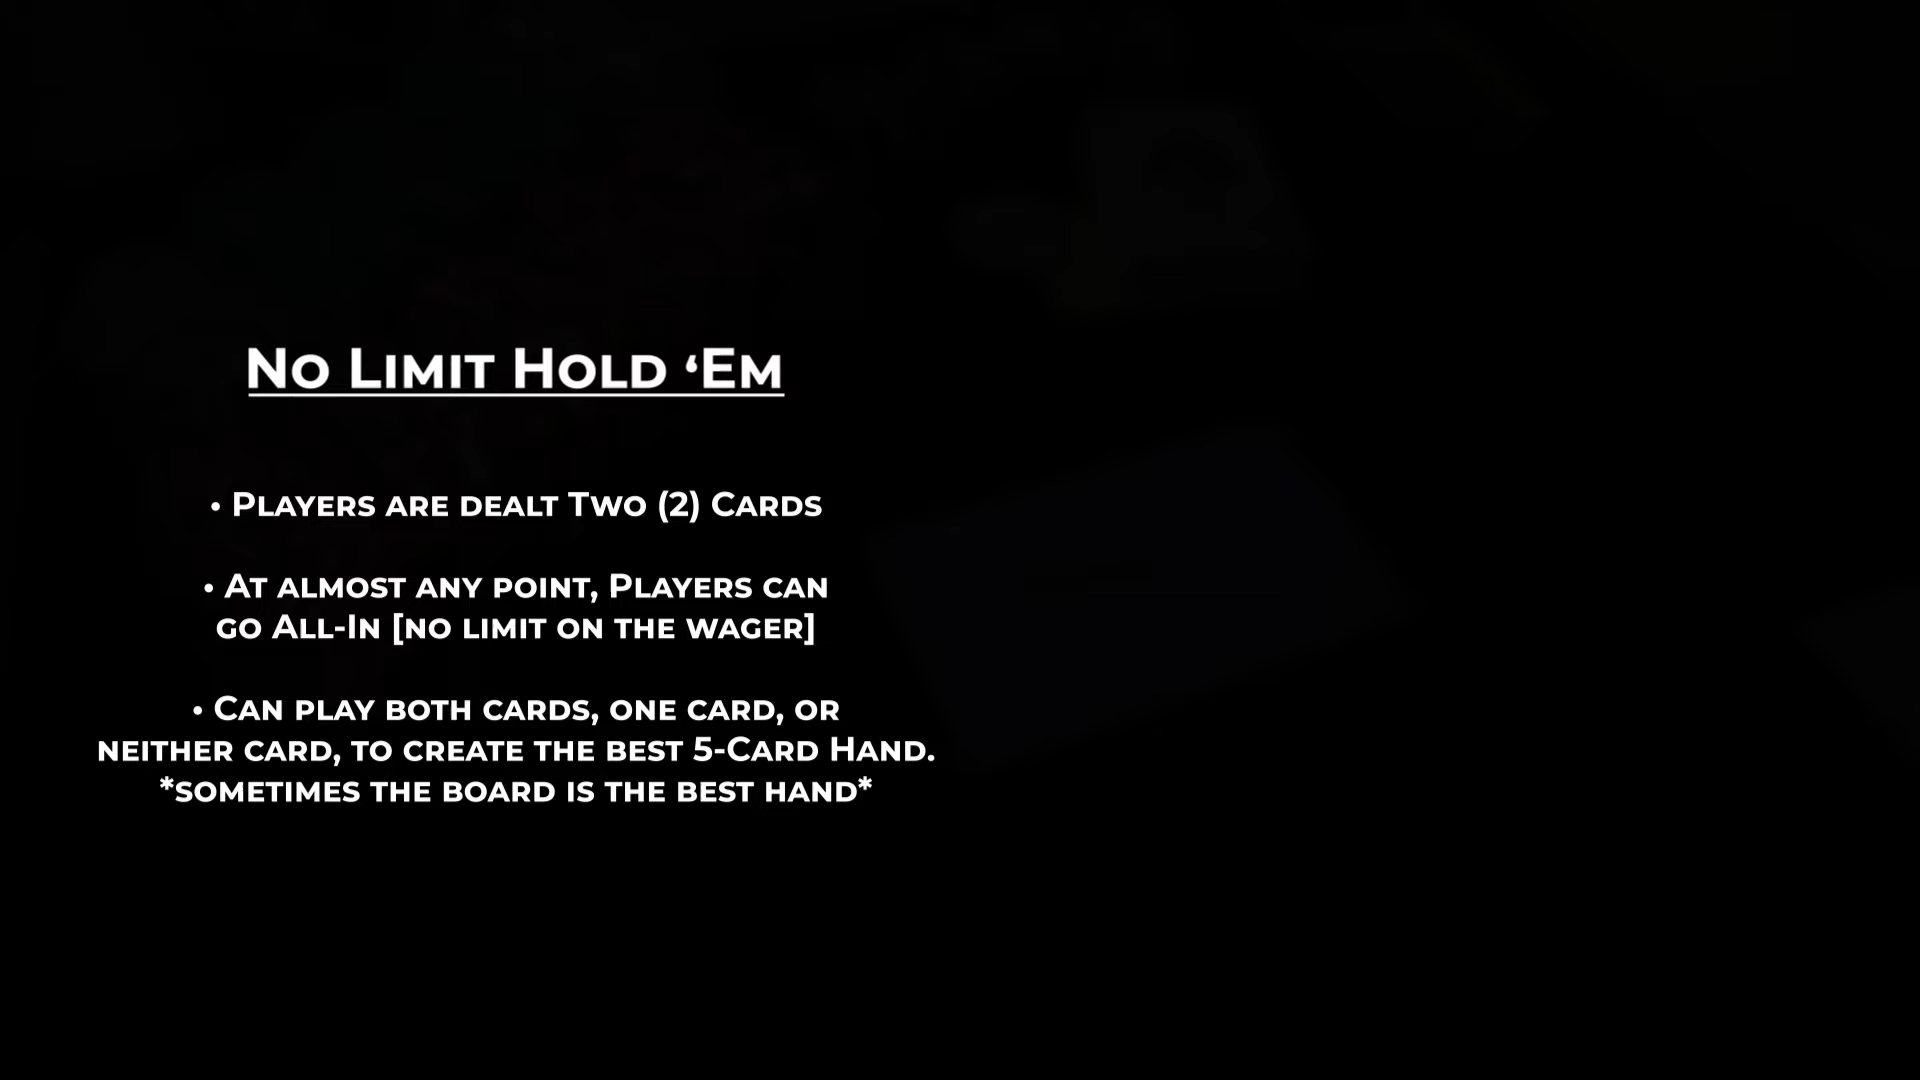 No Limit Hold ‘Em
• Players are dealt Two (2) Cards
• At almost any point, Players can
go All-In [no limit on the wager]
• Can play both cards, one card, or
neither card, to create the best 5-Card Hand.
*sometimes the board is the best hand*